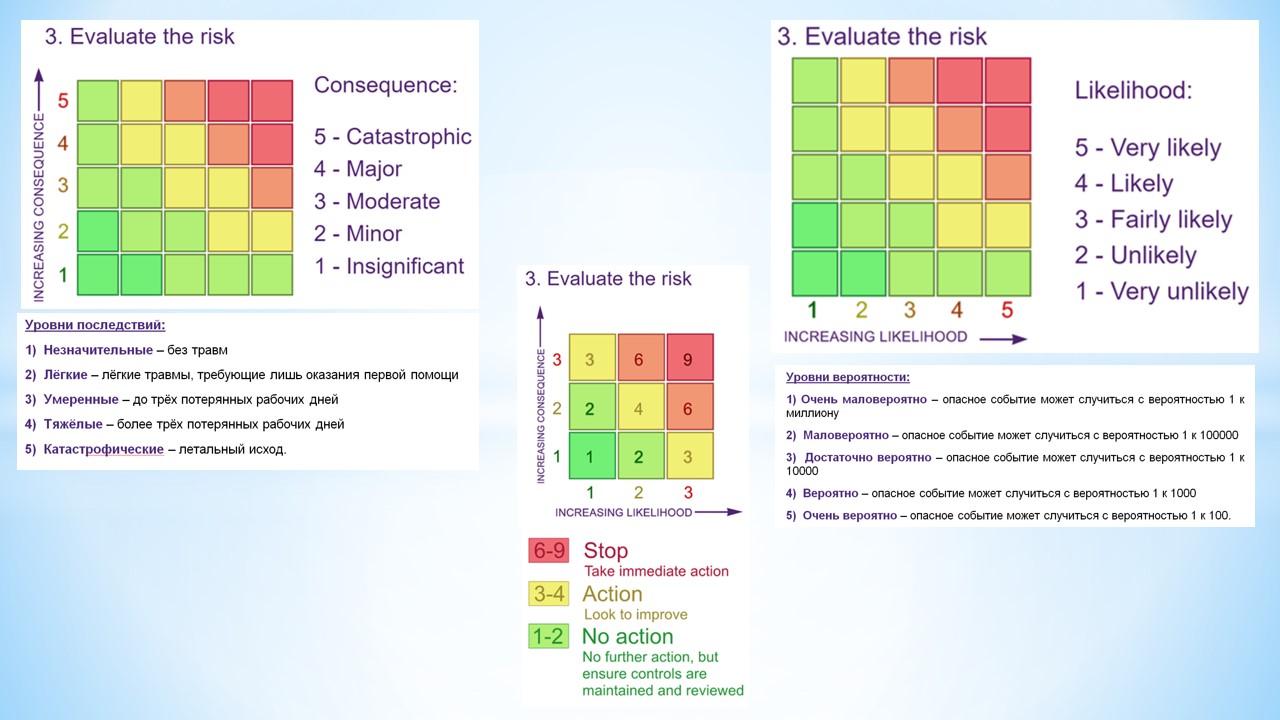 3. Evaluate the risk
INCREASING CONSEQUENCE
5
4
3
2
1
Consequence:
5 - Catastrophic
4 - Major
3 - Moderate
2 - Minor
1 - Insignificant
Уровни последствий:
1) Незначительные – без травм
2) Лёгкие – лёгкие травмы, требующие лишь оказания первой помощи
3) Умеренные – до трёх потерянных рабочих дней
4) Тяжёлые – более трёх потерянных рабочих дней
5) Катастрофические – летальный исход.
3. Evaluate the risk
INCREASING CONSEQUENCE
3 3 6 9
2 2 4 6
1 1 2 3
1 2 3
INCREASING LIKELIHOOD
6-9 Stop
Take immediate action
3-4 Action
Look to improve
1-2 No action
No further action, but
ensure controls are
maintained and reviewed
3. Evaluate the risk
1 2 3 4 5
INCREASING LIKELIHOOD
Likelihood:
5 - Very likely
4 - Likely
3 - Fairly likely
2 - Unlikely
1 - Very unlikely
Уровни вероятности:
1) Очень маловероятно – опасное событие может случиться с вероятностью 1 к
миллиону
2) Маловероятно – опасное событие может случиться с вероятностью 1 к 100000
3) Достаточно вероятно – опасное событие может случиться с вероятностью 1 к
10000
4) Вероятно – опасное событие может случиться с вероятностью 1 к 1000
5) Очень вероятно – опасное событие может случиться с вероятностью 1 к 100.